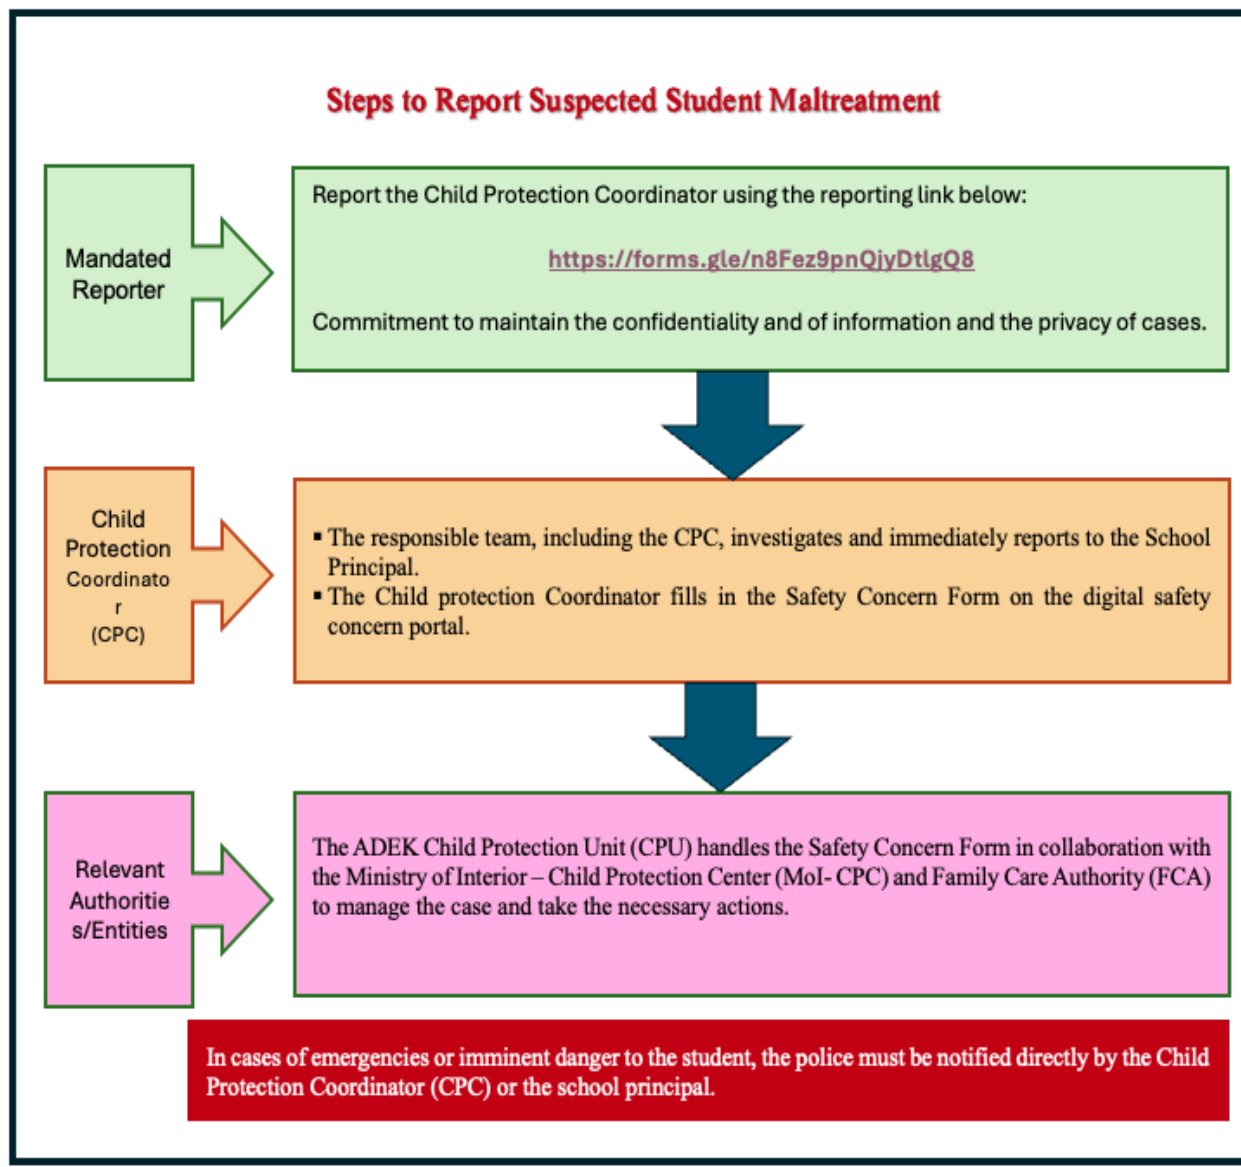 Steps to Report Suspected Student Maltreatment
Mandated
Reporter
Report the Child Protection Coordinator using the reporting link below:
https://forms.gle/n8Fez9pnQjyDtlgQ8
Commitment to maintain the confidentiality and of information and the privacy of cases.
Child
Protection
Coordinato
r
(CPC)
▪ The responsible team, including the CPC, investigates and immediately reports to the School
Principal.
▪ The Child protection Coordinator fills in the Safety Concern Form on the digital safety
concern portal.
Relevant
Authoritie
s/Entities
The ADEK Child Protection Unit (CPU) handles the Safety Concern Form in collaboration with
the Ministry of Interior – Child Protection Center (MoI- CPC) and Family Care Authority (FCA)
to manage the case and take the necessary actions.
In cases of emergencies or imminent danger to the student, the police must be notified directly by the Child
Protection Coordinator (CPC) or the school principal.